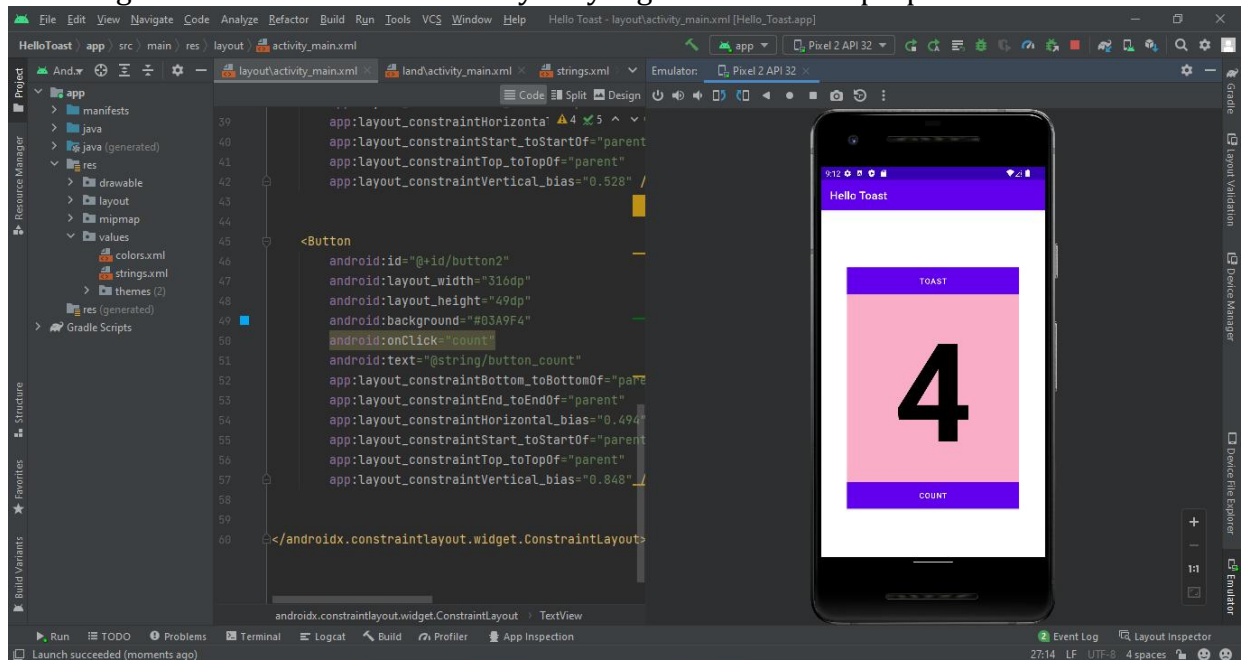 File Edit View Navigate Code Analyze Refactor Build Run Tools VCS Window Help Hello Toast - layout\activity_main.xml [Hello_Toast.app]
HelloToast app src main res layout activity_main.xml
app Pixel 2 API 32
And.. layout\activity_main.xml land\activity_main.xml strings.xml
Emulator: Pixel 2 API 32
Code Split Design
Project
Resource Manager
Structure
Favorites
Build Variants
app
manifests
java
java (generated)
res
drawable
layout
mipmap
values
colors.xml
strings.xml
themes (2)
res (generated)
Gradle Scripts
4 5
39 app:layout_constraintHorizonta
40 app:layout_constraintStart_toStartOf="parent
41 app:layout_constraintTop_toTopOf="parent"
42 app:layout_constraintVertical_bias="0.528" /
43
44
45 <Button
46 android:id="@+id/button2"
47 android:layout_width="316dp"
48 android:layout_height="49dp"
49 android:background="#03A9F4"
50 android:onClick="count"
51 android:text="@string/button_count"
52 app:layout_constraintBottom_toBottomOf="pare
53 app:layout_constraintEnd_toEndOf="parent"
54 app:layout_constraintHorizontal_bias="0.494"
55 app:layout_constraintStart_toStartOf="parent
56 app:layout_constraintTop_toTopOf="parent"
57 app:layout_constraintVertical_bias="0.848" /
58
59
60 </androidx.constraintlayout.widget.ConstraintLayout>
androidx.constraintlayout.widget.ConstraintLayout TextView
9:12
Hello Toast
TOAST
4
COUNT
1:1
Gradle
Layout Validation
Device Manager
Device File Explorer
Emulator
Run TODO Problems Terminal Logcat Build Profiler App Inspection
2 Event Log Layout Inspector
Launch succeeded (moments ago)
27:14 LF UTF-8 4 spaces